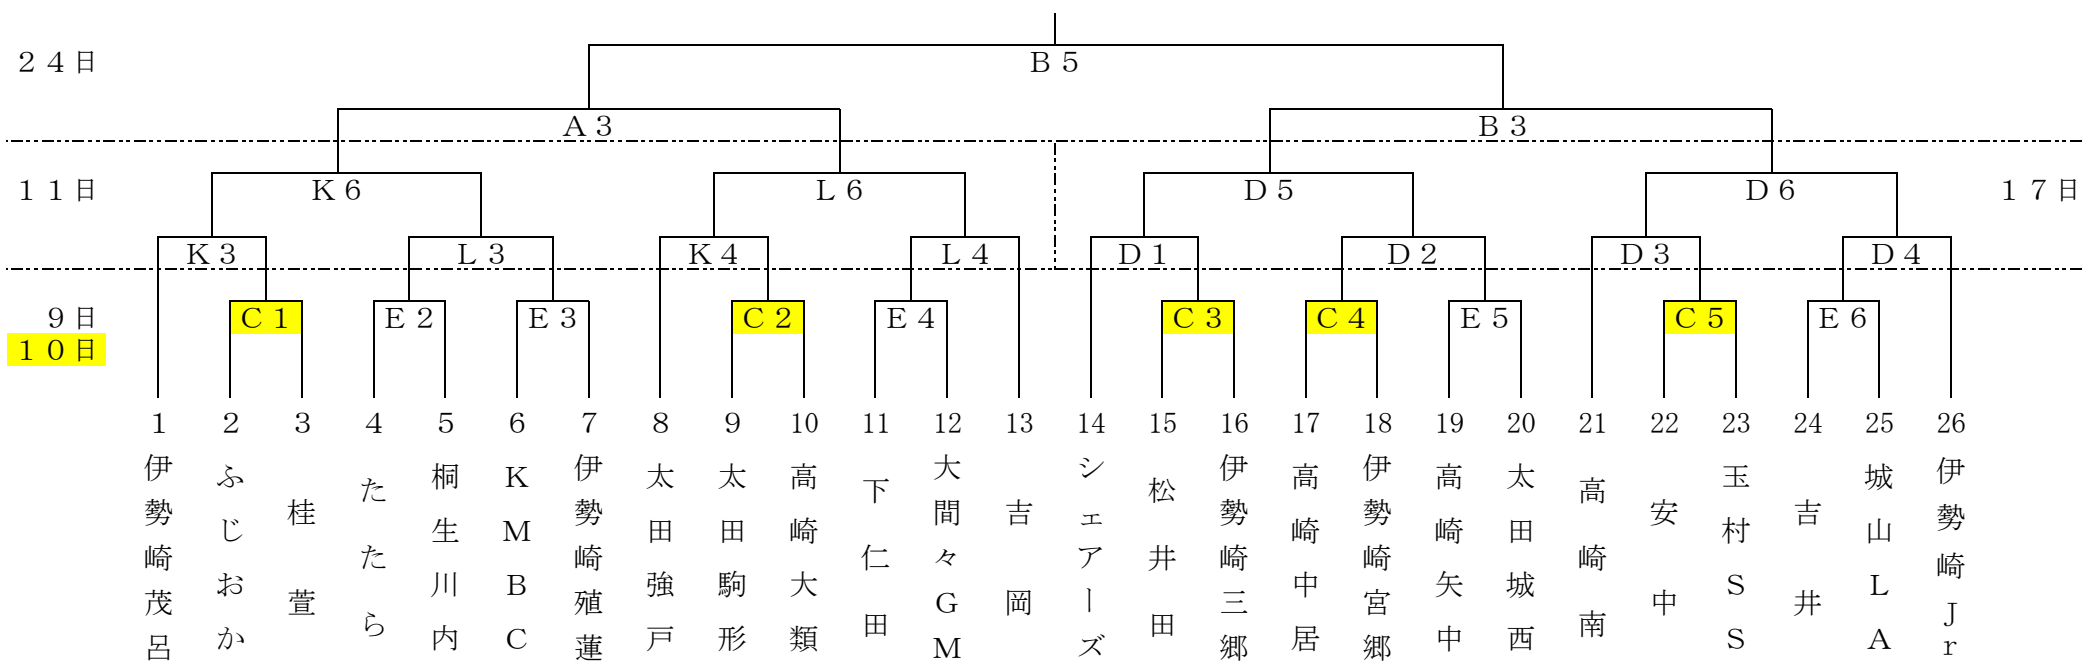 ２４日
Ｂ５
Ａ３
Ｂ３
１１日
Ｋ６
Ｌ６
Ｄ５
Ｄ６
１７日
Ｋ３
Ｌ３
Ｋ４
Ｌ４
Ｄ１
Ｄ２
Ｄ３
Ｄ４
９日
１０日
Ｃ１
Ｅ２
Ｅ３
Ｃ２
Ｅ４
Ｃ３
Ｃ４
Ｅ５
Ｃ５
Ｅ６
1
2
3
4
5
6
7
8
9
10
11
12
13
14
15
16
17
18
19
20
21
22
23
24
25
26
伊勢崎茂呂
ふじおか
桂萱
たたら
桐生川内
ＫＭＢＣ
伊勢崎殖蓮
太田強戸
太田駒形
高崎大類
下仁田
大間々ＧＭ
吉岡
シェアーズ
松井田
伊勢崎三郷
高崎中居
伊勢崎宮郷
高崎矢中
太田城西
高崎南
安中
玉村ＳＳ
吉井
城山ＬＡ
伊勢崎Ｊｒ